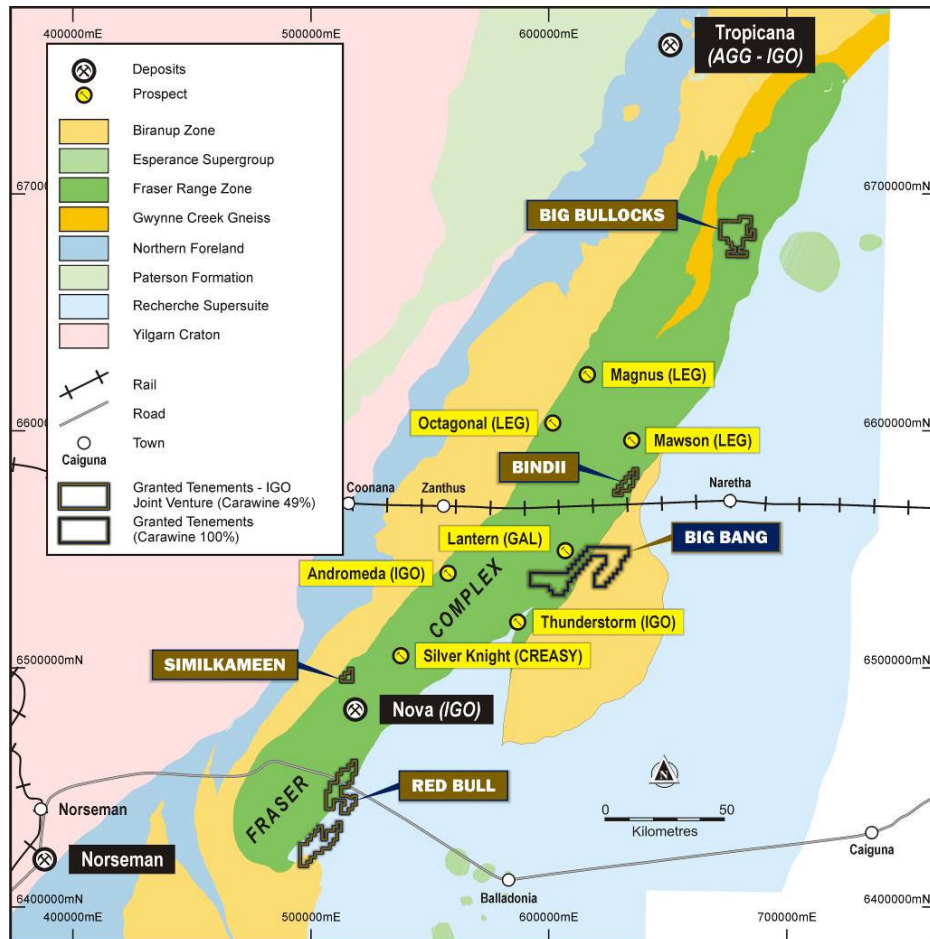 400000mE
500000mE
600000mE
Deposits
Prospect
Biranup Zone
Esperance Supergroup
Fraser Range Zone
Gwynne Creek Gneiss
Northern Foreland
Paterson Formation
Recherche Supersuite
Yilgarn Craton
Rail
Road
Town
Caiguna
Granted Tenements - IGO
Joint Venture (Carawine 49%)
Granted Tenements
(Carawine 100%)
Tropicana
(AGG - IGO)
6700000mN
6700000mN
BIG BULLOCKS
Magnus (LEG)
Octagonal (LEG)
Mawson (LEG)
6600000mN
6600000mN
BINDII
Coonana
Zanthus
Naretha
Lantern (GAL)
BIG BANG
Andromeda (IGO)
COMPLEX
Thunderstorm (IGO)
Silver Knight (CREASY)
SIMILKAMEEN
6500000mN
6500000mN
Nova (IGO)
N
RED BULL
FRASER
Norseman
0
50
Kilometres
Norseman
Caiguna
Balladonia
6400000mN
6400000mN
400000mE
500000mE
600000mE
700000mE